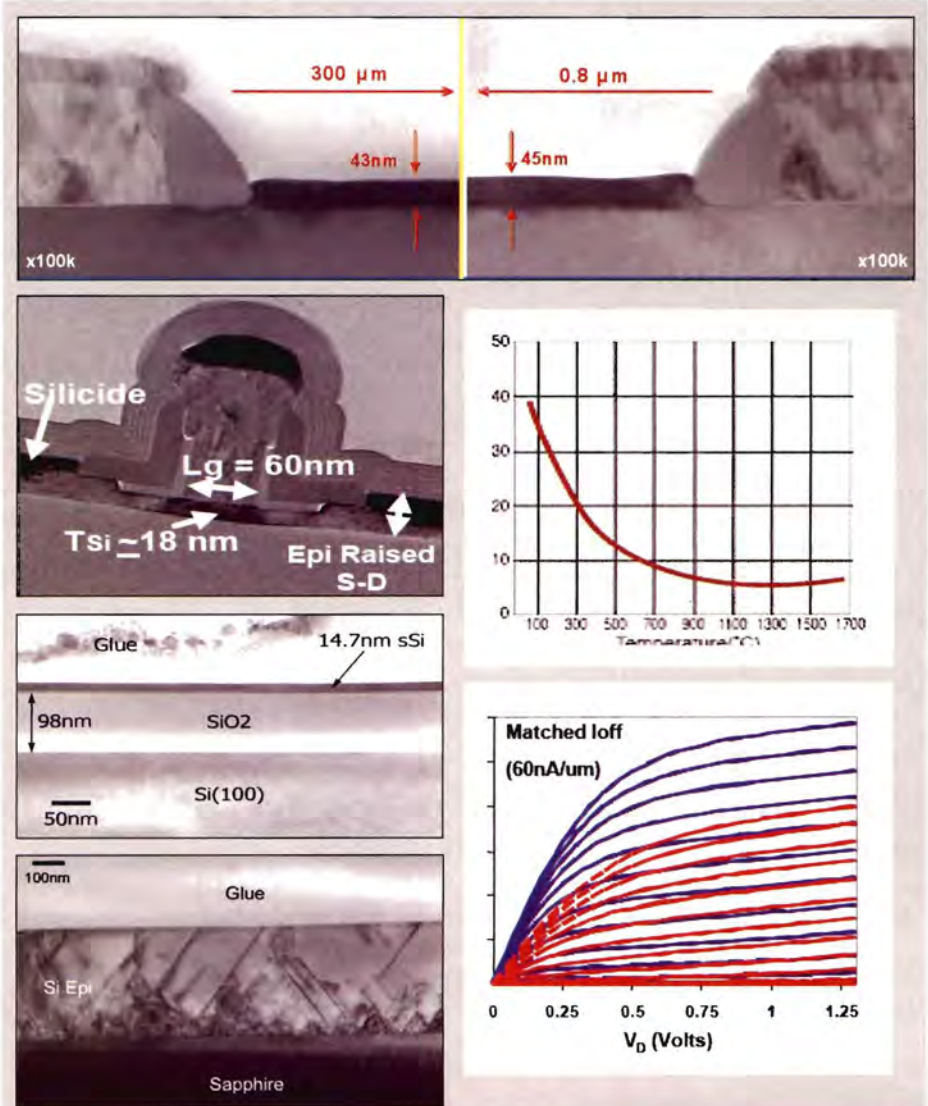 300 µm
0.8 µm
43nm
45nm
x100k
x100k
Silicide
Lg = 60nm
Tsi ~18 nm
Epi Raised
S-D
50
40
30
20
10
0
100 300 500 700 900 1100 1300 1500 1700
Temperature(°C)
Glue
14.7nm sSi
98nm
SiO2
Si(100)
50nm
Matched Ioff
(60nA/um)
0 0.25 0.5 0.75 1 1.25
V_D (Volts)
100nm
Glue
Si Epi
Sapphire